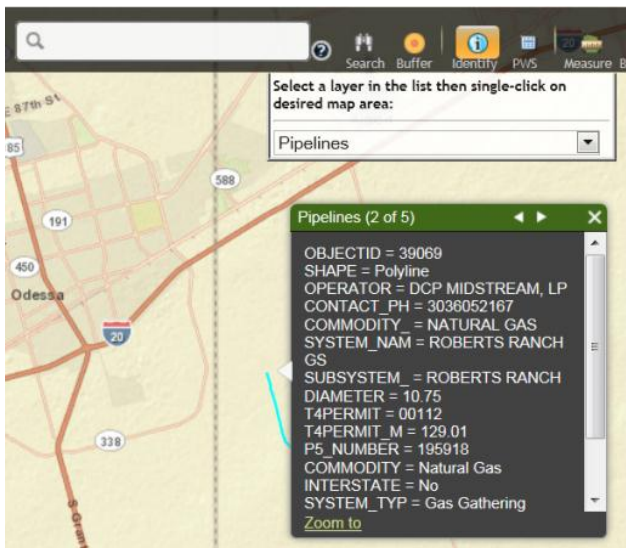 Search
Buffer
Identify
PWS
Measure
B
Select a layer in the list then single-click on
desired map area:
Pipelines
E 87th St
85
588
191
450
Odessa
20
338
S Gran
Pipelines (2 of 5)
OBJECTID = 39069
SHAPE = Polyline
OPERATOR = DCP MIDSTREAM, LP
CONTACT_PH = 3036052167
COMMODITY_ = NATURAL GAS
SYSTEM_NAM = ROBERTS RANCH
GS
SUBSYSTEM_ = ROBERTS RANCH
DIAMETER = 10.75
T4PERMIT = 00112
T4PERMIT_M = 129.01
P5_NUMBER = 195918
COMMODITY = Natural Gas
INTERSTATE = No
SYSTEM_TYP = Gas Gathering
Zoom to